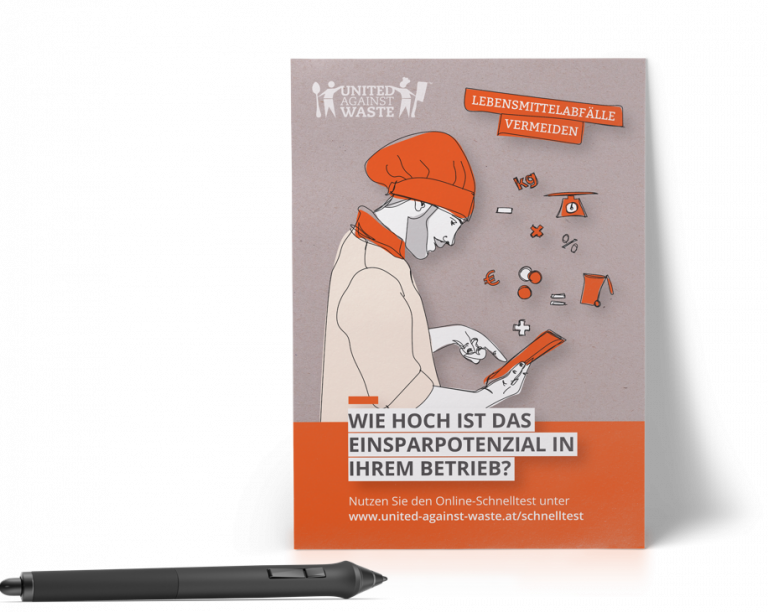 UNITED
AGAINST
WASTE
LEBENSMITTELABFÄLLE
VERMEIDEN
kg
%
€
WIE HOCH IST DAS
EINSPARPOTENZIAL IN
IHREM BETRIEB?
Nutzen Sie den Online-Schnelltest unter
www.united-against-waste.at/schnelltest